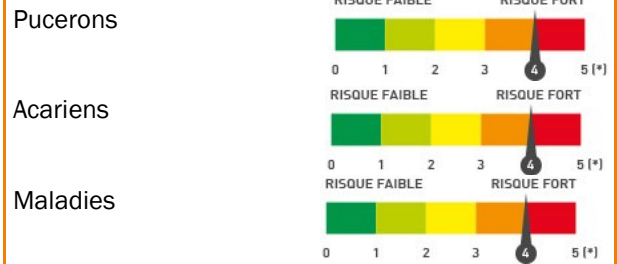 RISQUE FAIBLE RISQUE FORT
Pucerons
0 1 2 3 4 5 (*)
RISQUE FAIBLE RISQUE FORT
Acariens
0 1 2 3 4 5 (*)
RISQUE FAIBLE RISQUE FORT
Maladies
0 1 2 3 4 5 (*)